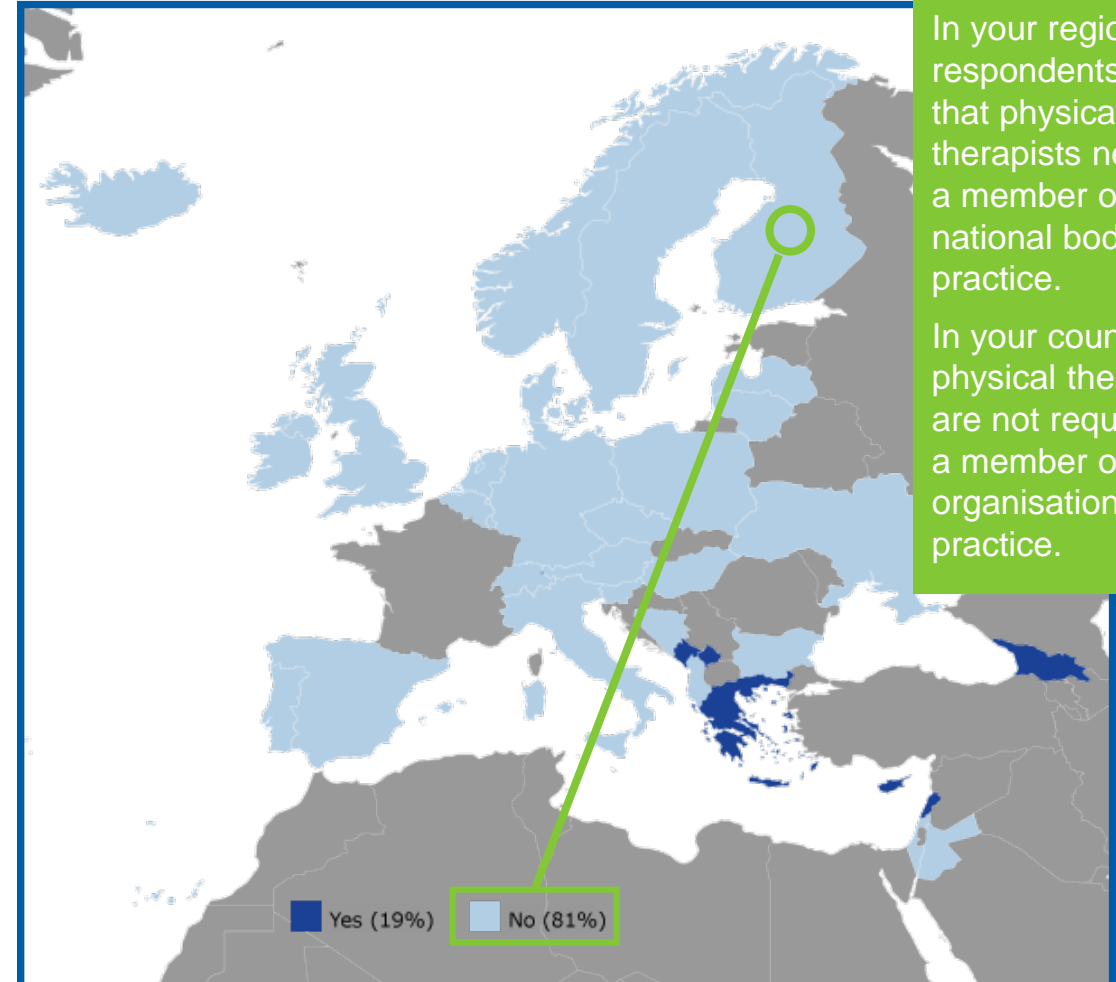 In your regio
respondents
that physica
therapists ne
a member o
national bod
practice.
In your coun
physical the
are not requ
a member o
organisation
practice.
Yes (19%)
No (81%)